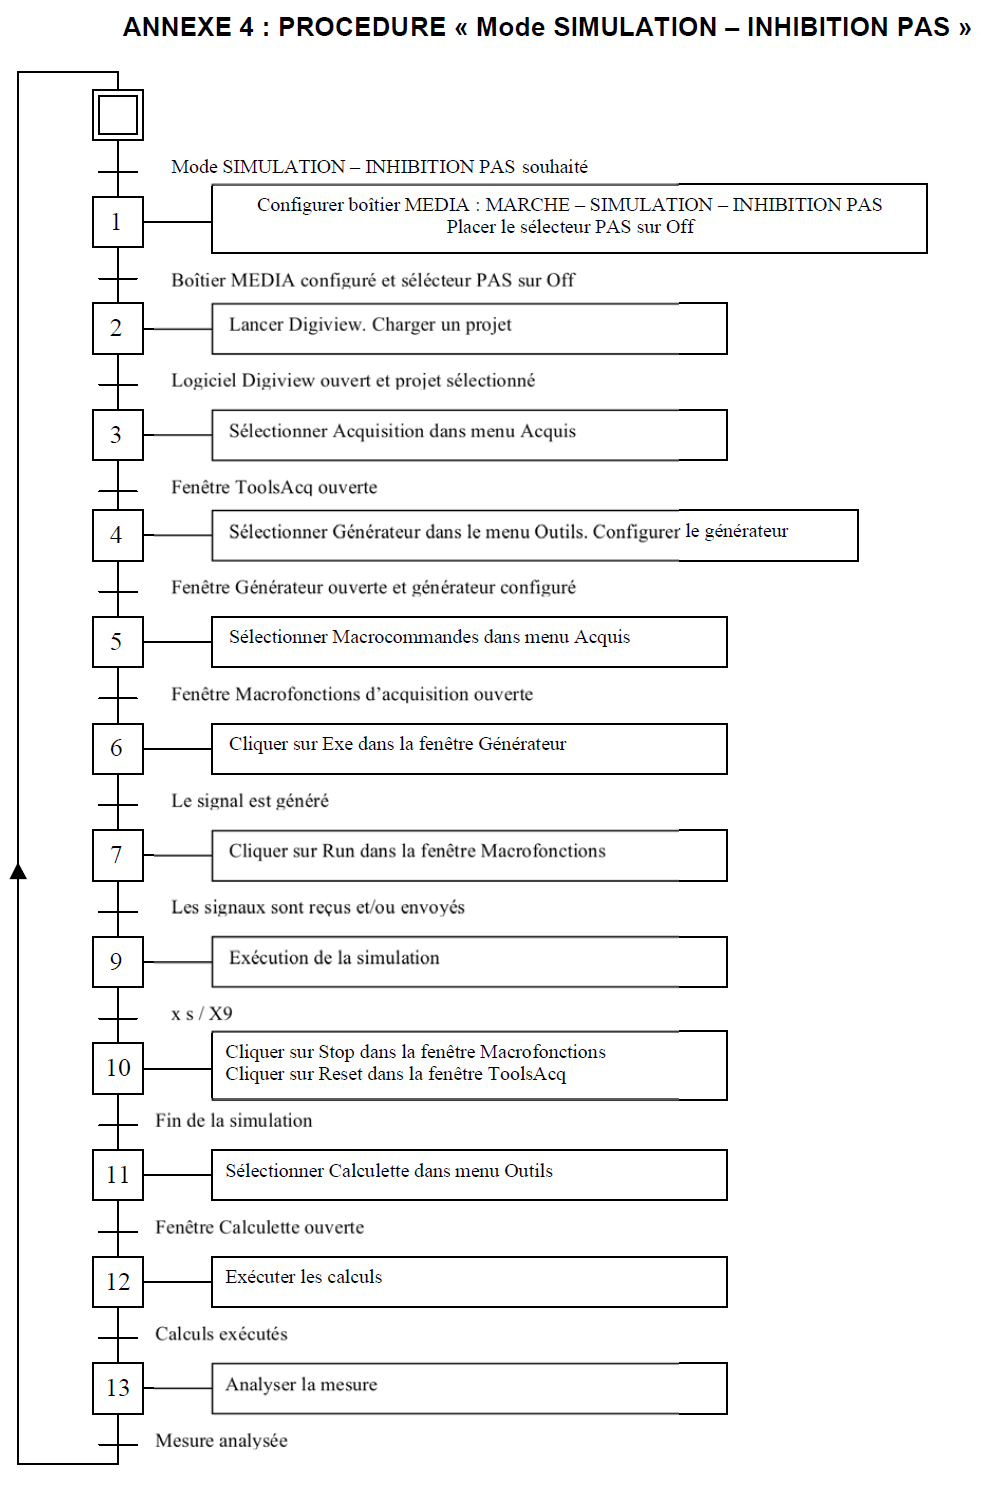 ANNEXE 4 : PROCEDURE « Mode SIMULATION – INHIBITION PAS »
Mode SIMULATION – INHIBITION PAS souhaité
1
Configurer boîtier MEDIA : MARCHE – SIMULATION – INHIBITION PAS
Placer le sélecteur PAS sur Off
Boîtier MEDIA configuré et sélécteur PAS sur Off
2
Lancer Digiview. Charger un projet
Logiciel Digiview ouvert et projet sélectionné
3
Sélectionner Acquisition dans menu Acquis
Fenêtre ToolsAcq ouverte
4
Sélectionner Générateur dans le menu Outils. Configurer le générateur
Fenêtre Générateur ouverte et générateur configuré
5
Sélectionner Macrocommandes dans menu Acquis
Fenêtre Macrofonctions d’acquisition ouverte
6
Cliquer sur Exe dans la fenêtre Générateur
Le signal est généré
7
Cliquer sur Run dans la fenêtre Macrofonctions
Les signaux sont reçus et/ou envoyés
9
Exécution de la simulation
x s / X9
10
Cliquer sur Stop dans la fenêtre Macrofonctions
Cliquer sur Reset dans la fenêtre ToolsAcq
Fin de la simulation
11
Sélectionner Calculette dans menu Outils
Fenêtre Calculette ouverte
12
Exécuter les calculs
Calculs exécutés
13
Analyser la mesure
Mesure analysée